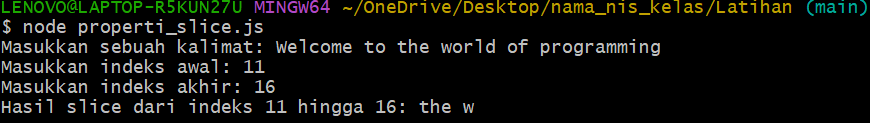 LENOVO@LAPTOP-R5KUN27U MINGW64 ~/OneDrive/Desktop/nama_nis_kelas/Latihan (main)
$ node properti_slice.js
Masukkan sebuah kalimat: Welcome to the world of programming
Masukkan indeks awal: 11
Masukkan indeks akhir: 16
Hasil slice dari indeks 11 hingga 16: the w